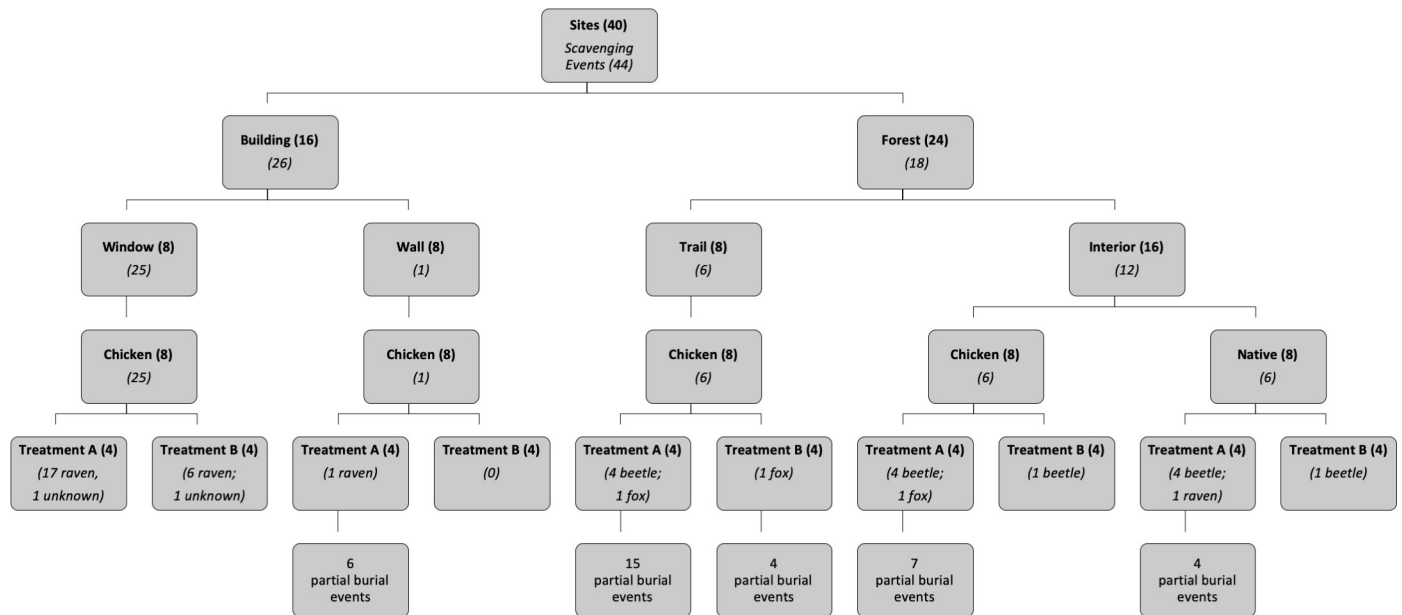 Sites (40)
Scavenging
Events (44)
Building (16)
(26)
Forest (24)
(18)
Window (8)
(25)
Wall (8)
(1)
Trail (8)
(6)
Interior (16)
(12)
Chicken (8)
(25)
Chicken (8)
(1)
Chicken (8)
(6)
Chicken (8)
(6)
Native (8)
(6)
Treatment A (4)
(17 raven,
1 unknown)
Treatment B (4)
(6 raven;
1 unknown)
Treatment A (4)
(1 raven)
Treatment B (4)
(0)
Treatment A (4)
(4 beetle;
1 fox)
Treatment B (4)
(1 fox)
Treatment A (4)
(4 beetle;
1 fox)
Treatment B (4)
(1 beetle)
Treatment A (4)
(4 beetle;
1 raven)
Treatment B (4)
(1 beetle)
6
partial burial
events
15
partial burial
events
4
partial burial
events
7
partial burial
events
4
partial burial
events